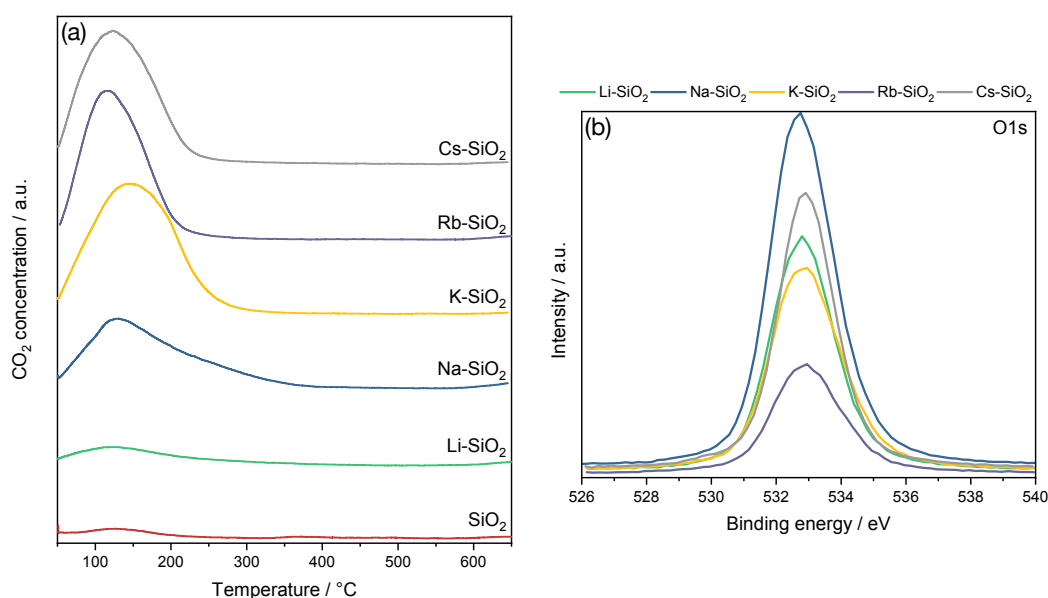 (a)
Cs-SiO₂
Rb-SiO₂
K-SiO₂
Na-SiO₂
Li-SiO₂
SiO₂
CO₂ concentration / a.u.
100 200 300 400 500 600
Temperature / °C
Li-SiO₂ Na-SiO₂ K-SiO₂ Rb-SiO₂ Cs-SiO₂
(b)
O1s
Intensity / a.u.
526 528 530 532 534 536 538 540
Binding energy / eV